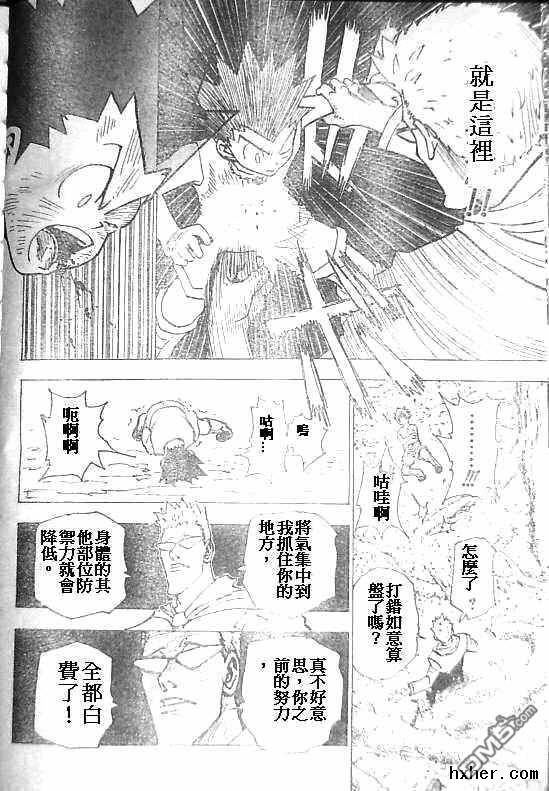 就是這裡!!
………!!!
咕哇啊
怎麼了
打錯如意算
盤了嗎?
嗚
咕啊…
呃啊啊
將氣集中到
我抓住你的
地方,
身體的其
他部位防
禦力就會
降低。
真不好意
思,你之
前的努力,
全都白
費了!
DM5.com
hxher.com